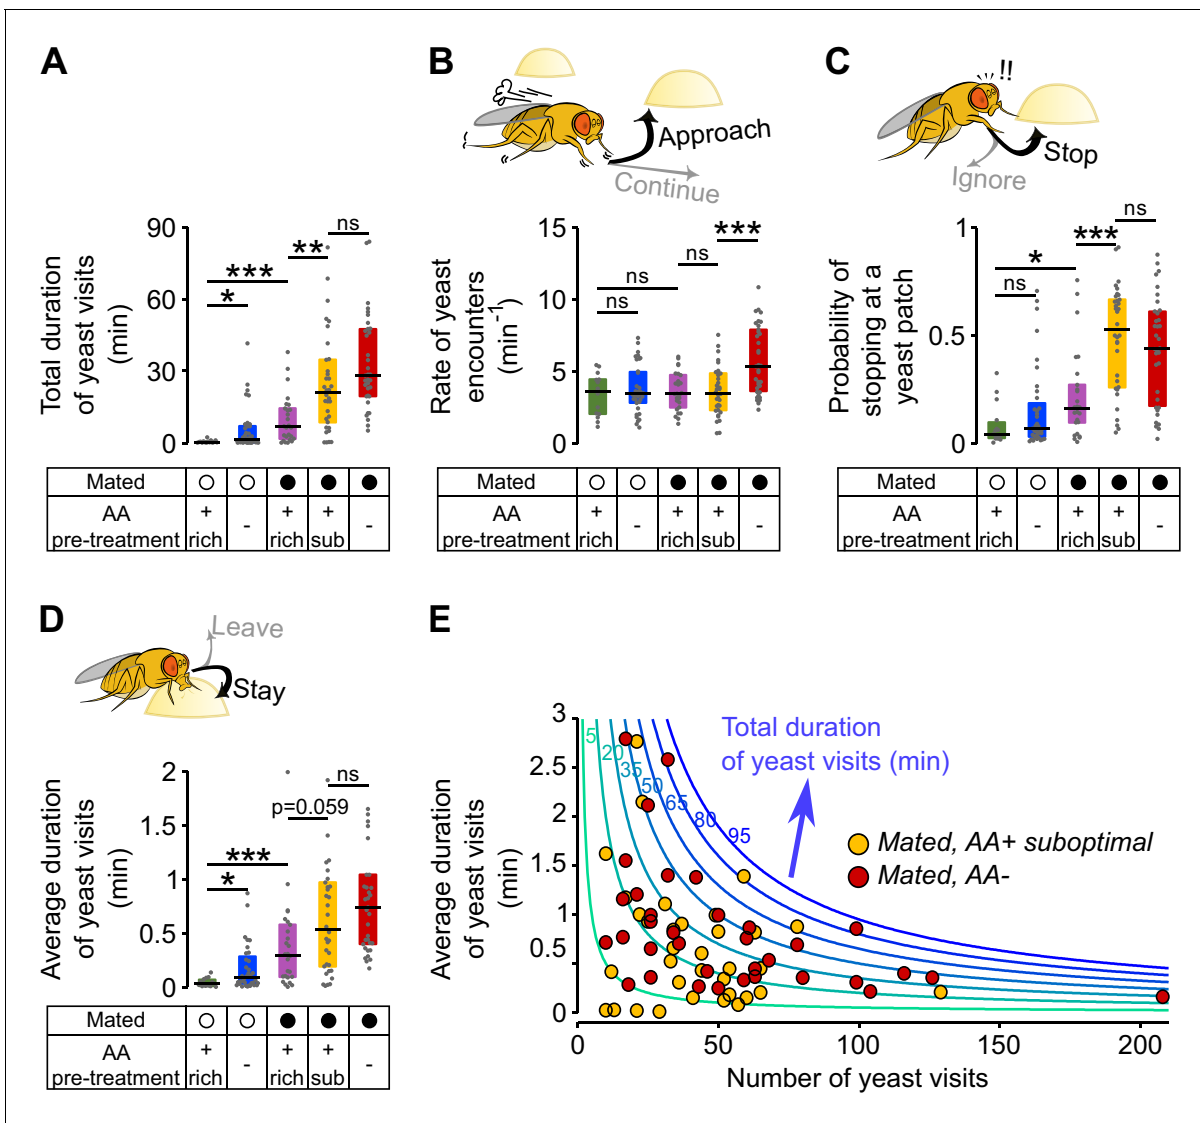 A
Total duration
of yeast visits
(min)
90
60
30
0
*
***
**
ns
Mated
AA
pre-treatment
+
rich
-
+
rich
+
sub
-
B
Approach
Continue
Rate of yeast
encounters
(min-1)
15
10
5
0
ns
ns
ns
***
Mated
AA
pre-treatment
+
rich
-
+
rich
+
sub
-
C
!!
Stop
Ignore
Probability of
stopping at a
yeast patch
1
0.5
0
ns
*
***
ns
Mated
AA
pre-treatment
+
rich
-
+
rich
+
sub
-
D
Leave
Stay
Average duration
of yeast visits
(min)
2
1.5
1
0.5
0
*
***
p=0.059
ns
Mated
AA
pre-treatment
+
rich
-
+
rich
+
sub
-
E
Average duration
of yeast visits
(min)
3
2.5
2
1.5
1
0.5
0
5
20
35
50
65
80
95
Total duration
of yeast visits (min)
Mated, AA+ suboptimal
Mated, AA-
0
50
100
150
200
Number of yeast visits